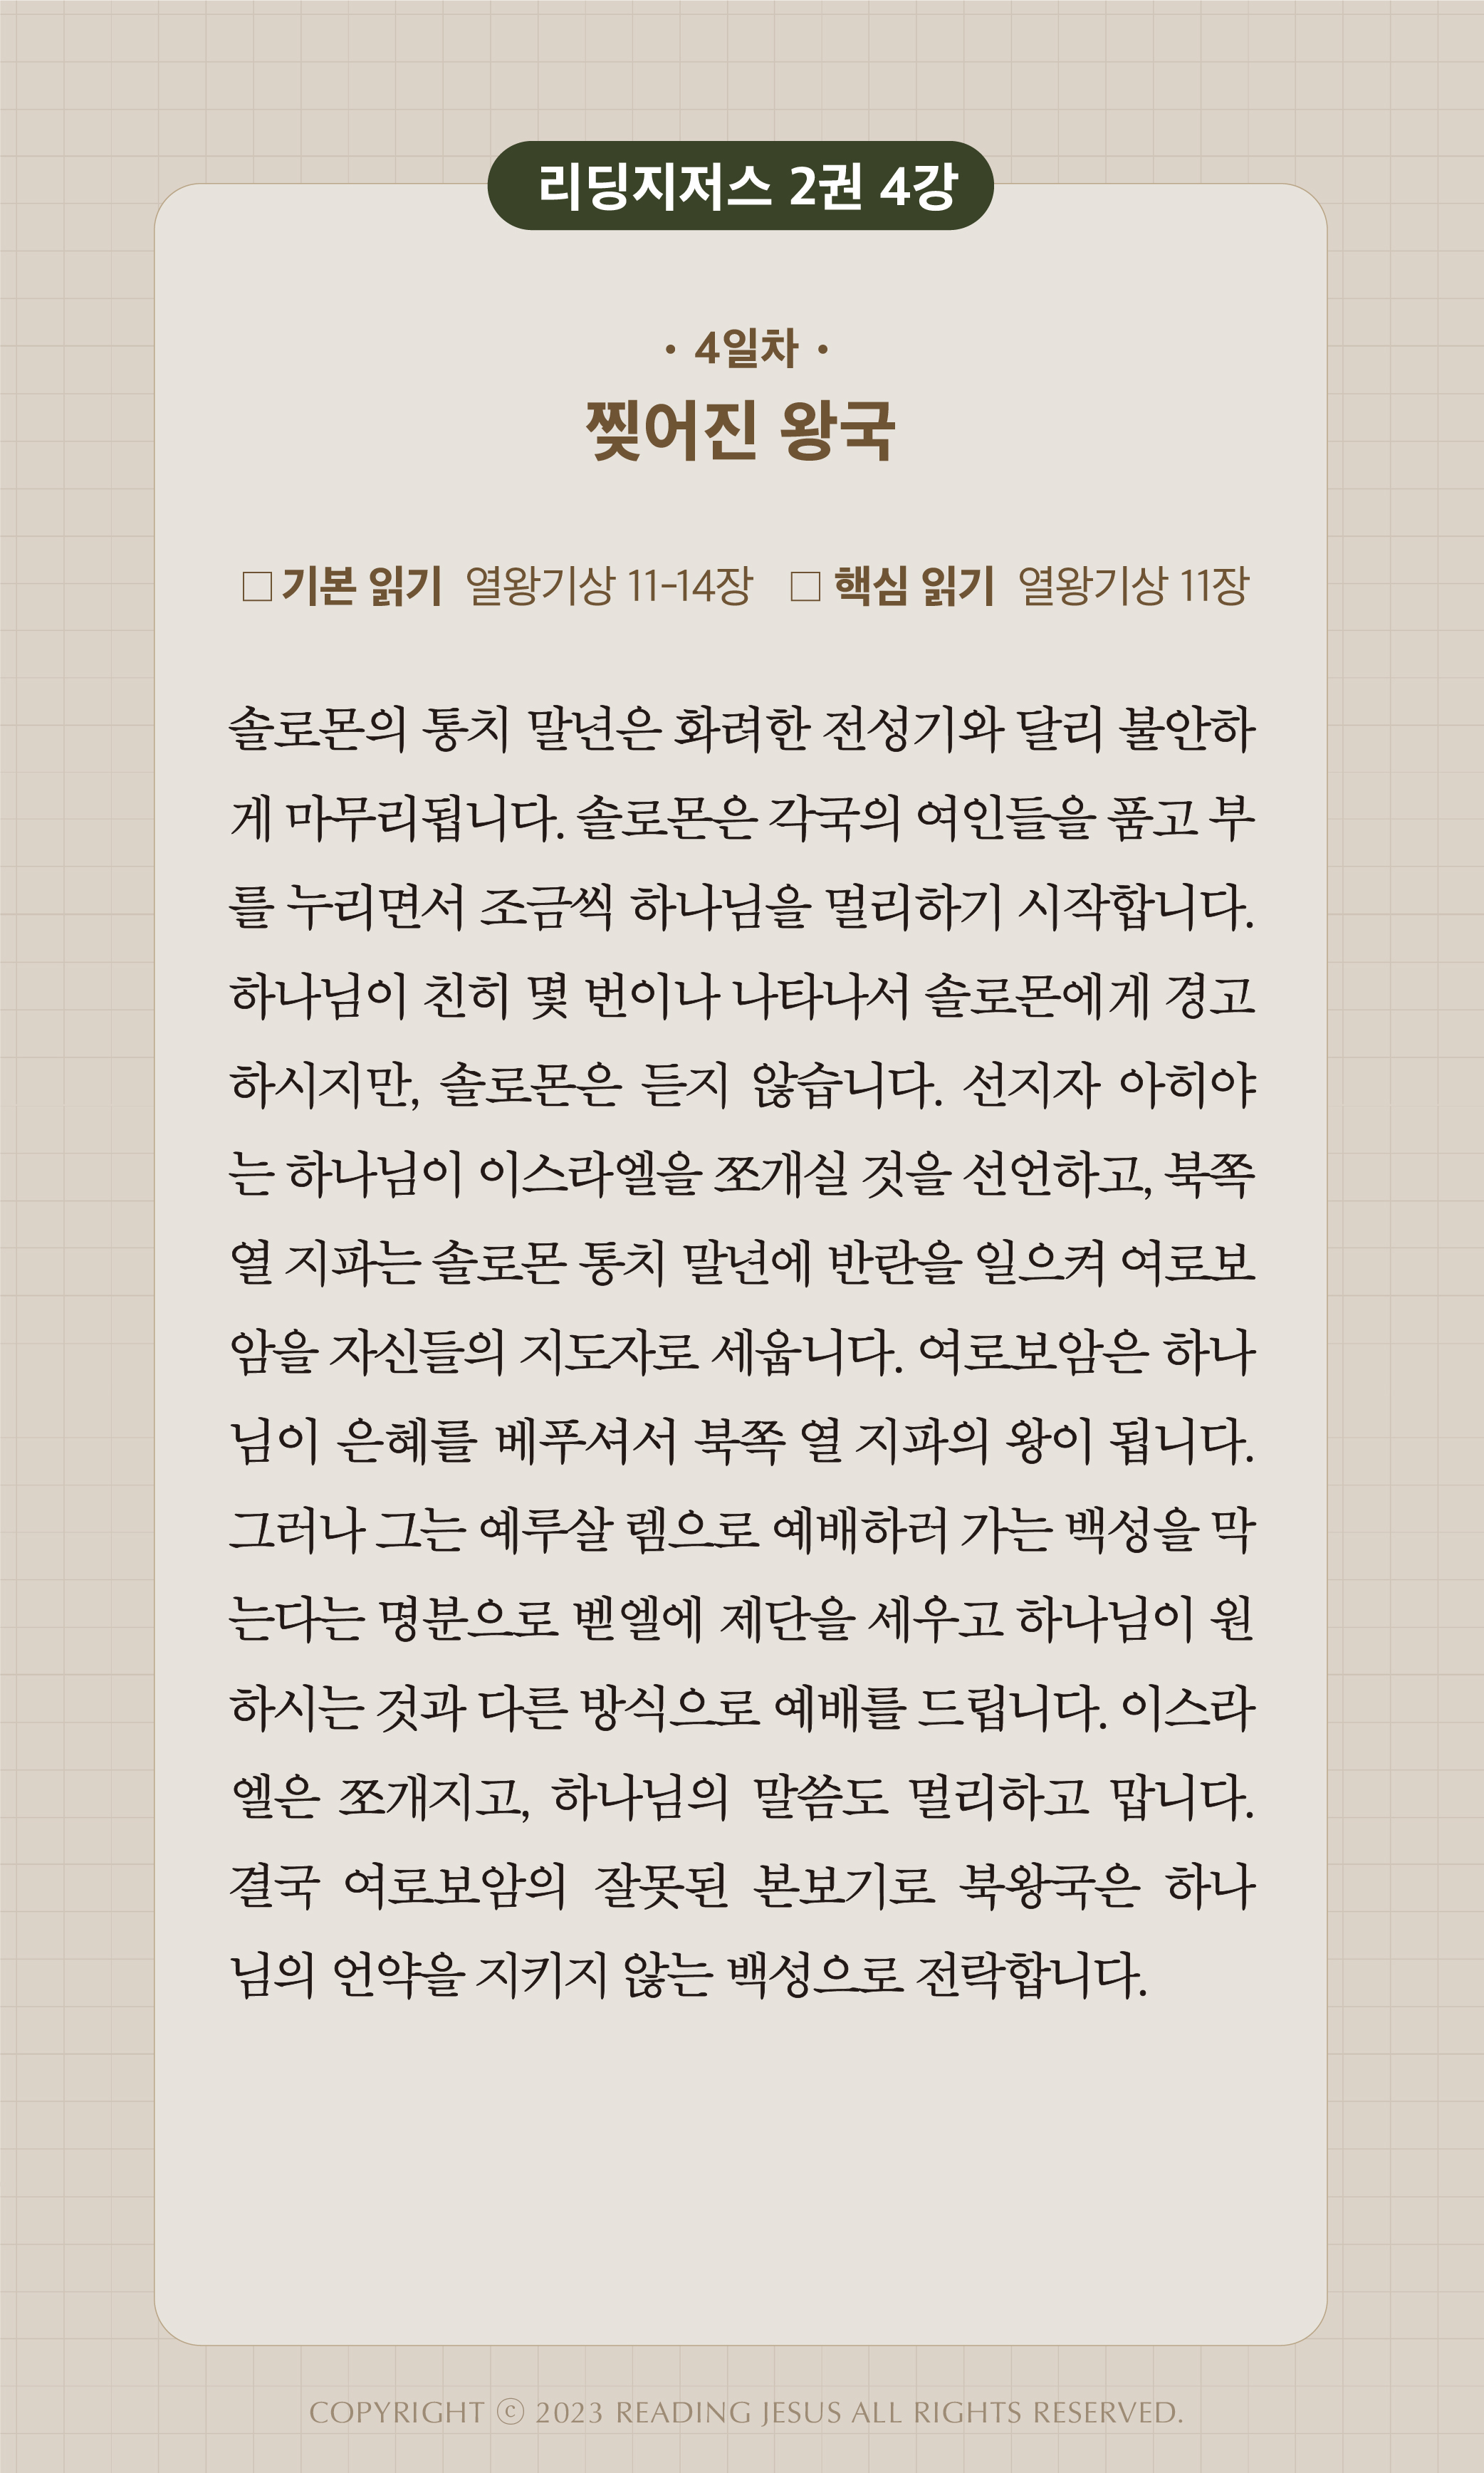 리딩지저스 2권 4강
· 4일차 ·
찢어진 왕국
□ 기본 읽기 열왕기상 11-14장 □ 핵심 읽기 열왕기상 11장
솔로몬의 통치 말년은 화려한 전성기와 달리 불안하
게 마무리됩니다. 솔로몬은 각국의 여인들을 품고 부
를 누리면서 조금씩 하나님을 멀리하기 시작합니다.
하나님이 친히 몇 번이나 나타나서 솔로몬에게 경고
하시지만, 솔로몬은 듣지 않습니다. 선지자 아히야
는 하나님이 이스라엘을 쪼개실 것을 선언하고, 북쪽
열 지파는 솔로몬 통치 말년에 반란을 일으켜 여로보
암을 자신들의 지도자로 세웁니다. 여로보암은 하나
님이 은혜를 베푸셔서 북쪽 열 지파의 왕이 됩니다.
그러나 그는 예루살 렘으로 예배하러 가는 백성을 막
는다는 명분으로 벧엘에 제단을 세우고 하나님이 원
하시는 것과 다른 방식으로 예배를 드립니다. 이스라
엘은 쪼개지고, 하나님의 말씀도 멀리하고 맙니다.
결국 여로보암의 잘못된 본보기로 북왕국은 하나
님의 언약을 지키지 않는 백성으로 전락합니다.
COPYRIGHT ⓒ 2023 READING JESUS ALL RIGHTS RESERVED.